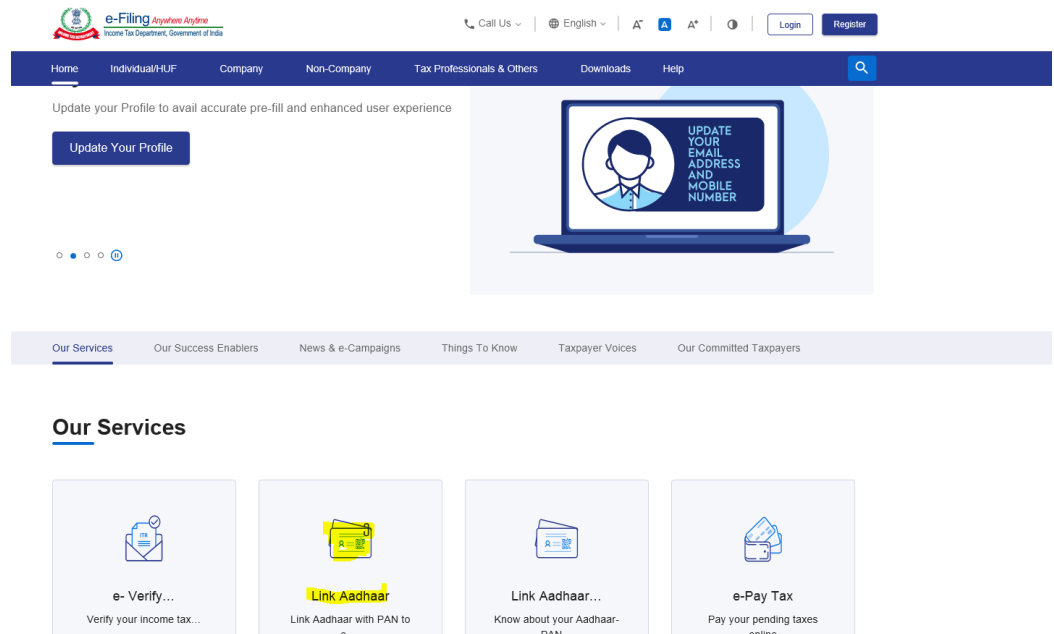 e-Filing Anywhere Anytime
Income Tax Department, Government of India
Call Us
English
A-
A
A+
Login
Register
Home
Individual/HUF
Company
Non-Company
Tax Professionals & Others
Downloads
Help
Update your Profile to avail accurate pre-fill and enhanced user experience
Update Your Profile
UPDATE
YOUR
EMAIL
ADDRESS
AND
MOBILE
NUMBER
Our Services
Our Success Enablers
News & e-Campaigns
Things To Know
Taxpayer Voices
Our Committed Taxpayers
Our Services
ITR
e- Verify...
Verify your income tax...
Link Aadhaar
Link Aadhaar with PAN to
Link Aadhaar...
Know about your Aadhaar-
PAN
e-Pay Tax
Pay your pending taxes
online